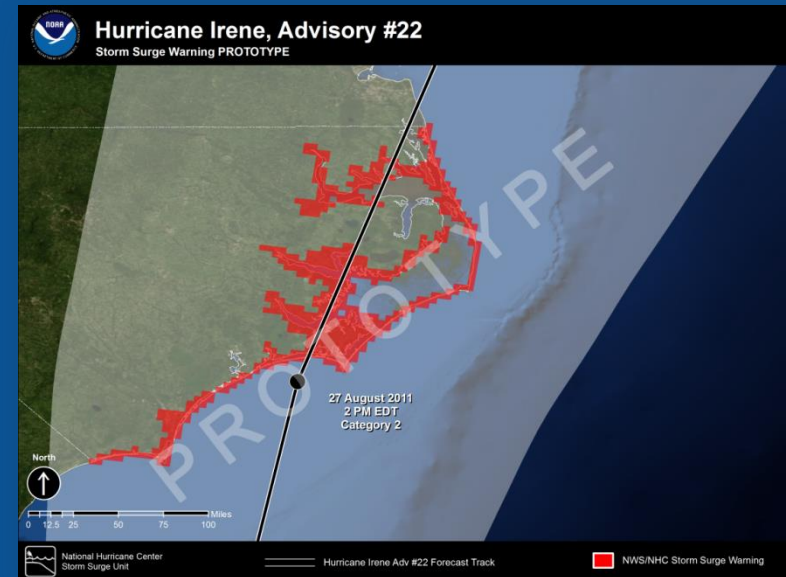 NOAA
Hurricane Irene, Advisory #22
Storm Surge Warning PROTOTYPE
PROTOTYPE
27 August 2011
2 PM EDT
Category 2
North
Miles
0 12.5 25 50 75 100
National Hurricane Center
Storm Surge Unit
Hurricane Irene Adv #22 Forecast Track
NWS/NHC Storm Surge Warning